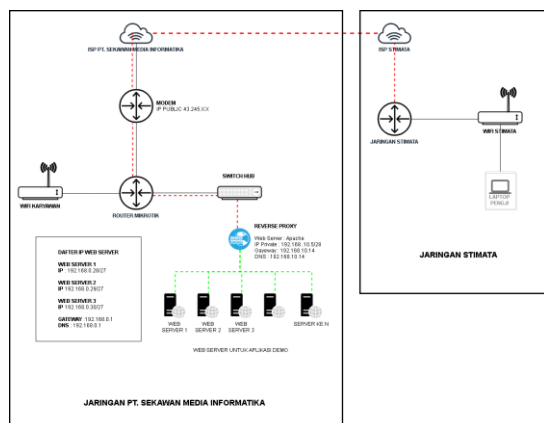 ISP PT. SEKAWAN MEDIA INFORMATIKA
MODEM
IP PUBLIC 43.245.X.X
WIFI KARYAWAN
ROUTER MIKROTIK
SWITCH HUB
REVERSE PROXY
Web Server : Apache
IP Private : 192.168.10.5/28
Gateway : 192.168.10.14
DNS : 192.168.10.14
DAFTER IP WEB SERVER
WEB SERVER 1
IP : 192.168.0.28/27
WEB SERVER 2
IP : 192.168.0.29/27
WEB SERVER 3
IP : 192.168.0.30/27
GATEWAY : 192.168.0.1
DNS : 192.168.0.1
WEB SERVER 1
WEB SERVER 2
WEB SERVER 3
SERVER KE N
WEB SERVER UNTUK APLIKASI DEMO
JARINGAN PT. SEKAWAN MEDIA INFORMATIKA
ISP STIMATA
JARINGAN STIMATA
WIFI STIMATA
LAPTOP
PENGUJI
JARINGAN STIMATA